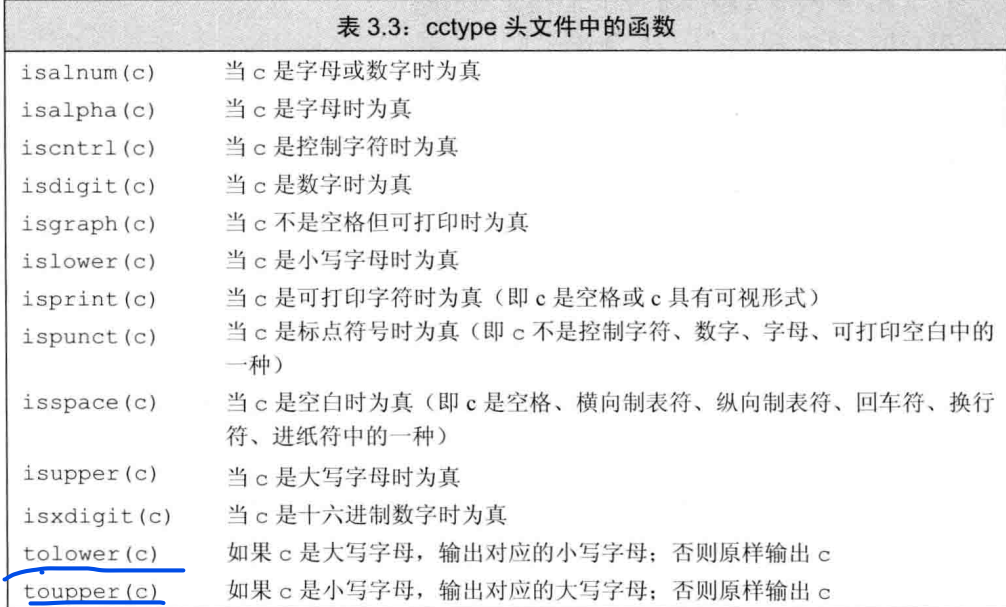 表 3.3：cctype 头文件中的函数
isalnum(c) 当 c 是字母或数字时为真
isalpha(c) 当 c 是字母时为真
iscntrl(c) 当 c 是控制字符时为真
isdigit(c) 当 c 是数字时为真
isgraph(c) 当 c 不是空格但可打印时为真
islower(c) 当 c 是小写字母时为真
isprint(c) 当 c 是可打印字符时为真（即 c 是空格或 c 具有可视形式）
ispunct(c) 当 c 是标点符号时为真（即 c 不是控制字符、数字、字母、可打印空白中的
一种）
isspace(c) 当 c 是空白时为真（即 c 是空格、横向制表符、纵向制表符、回车符、换行
符、进纸符中的一种）
isupper(c) 当 c 是大写字母时为真
isxdigit(c) 当 c 是十六进制数字时为真
tolower(c) 如果 c 是大写字母，输出对应的小写字母；否则原样输出 c
toupper(c) 如果 c 是小写字母，输出对应的大写字母；否则原样输出 c